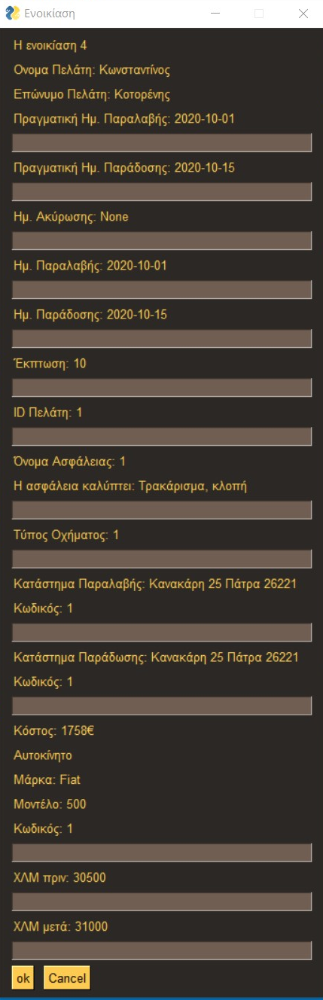 Ενοικίαση
Η ενοικίαση 4
Ονομα Πελάτη: Κωνσταντίνος
Επώνυμο Πελάτη: Κοτορένης
Πραγματική Ημ. Παραλαβής: 2020-10-01
Πραγματική Ημ. Παράδοσης: 2020-10-15
Ημ. Ακύρωσης: None
Ημ. Παραλαβής: 2020-10-01
Ημ. Παράδοσης: 2020-10-15
Έκπτωση: 10
ID Πελάτη: 1
Όνομα Ασφάλειας: 1
Η ασφάλεια καλύπτει: Τρακάρισμα, κλοπή
Τύπος Οχήματος: 1
Κατάστημα Παραλαβής: Κανακάρη 25 Πάτρα 26221
Κωδικός: 1
Κατάστημα Παράδωσης: Κανακάρη 25 Πάτρα 26221
Κωδικός: 1
Κόστος: 1758€
Αυτοκίνητο
Μάρκα: Fiat
Μοντέλο: 500
Κωδικός: 1
ΧΛΜ πριν: 30500
ΧΛΜ μετά: 31000
ok Cancel